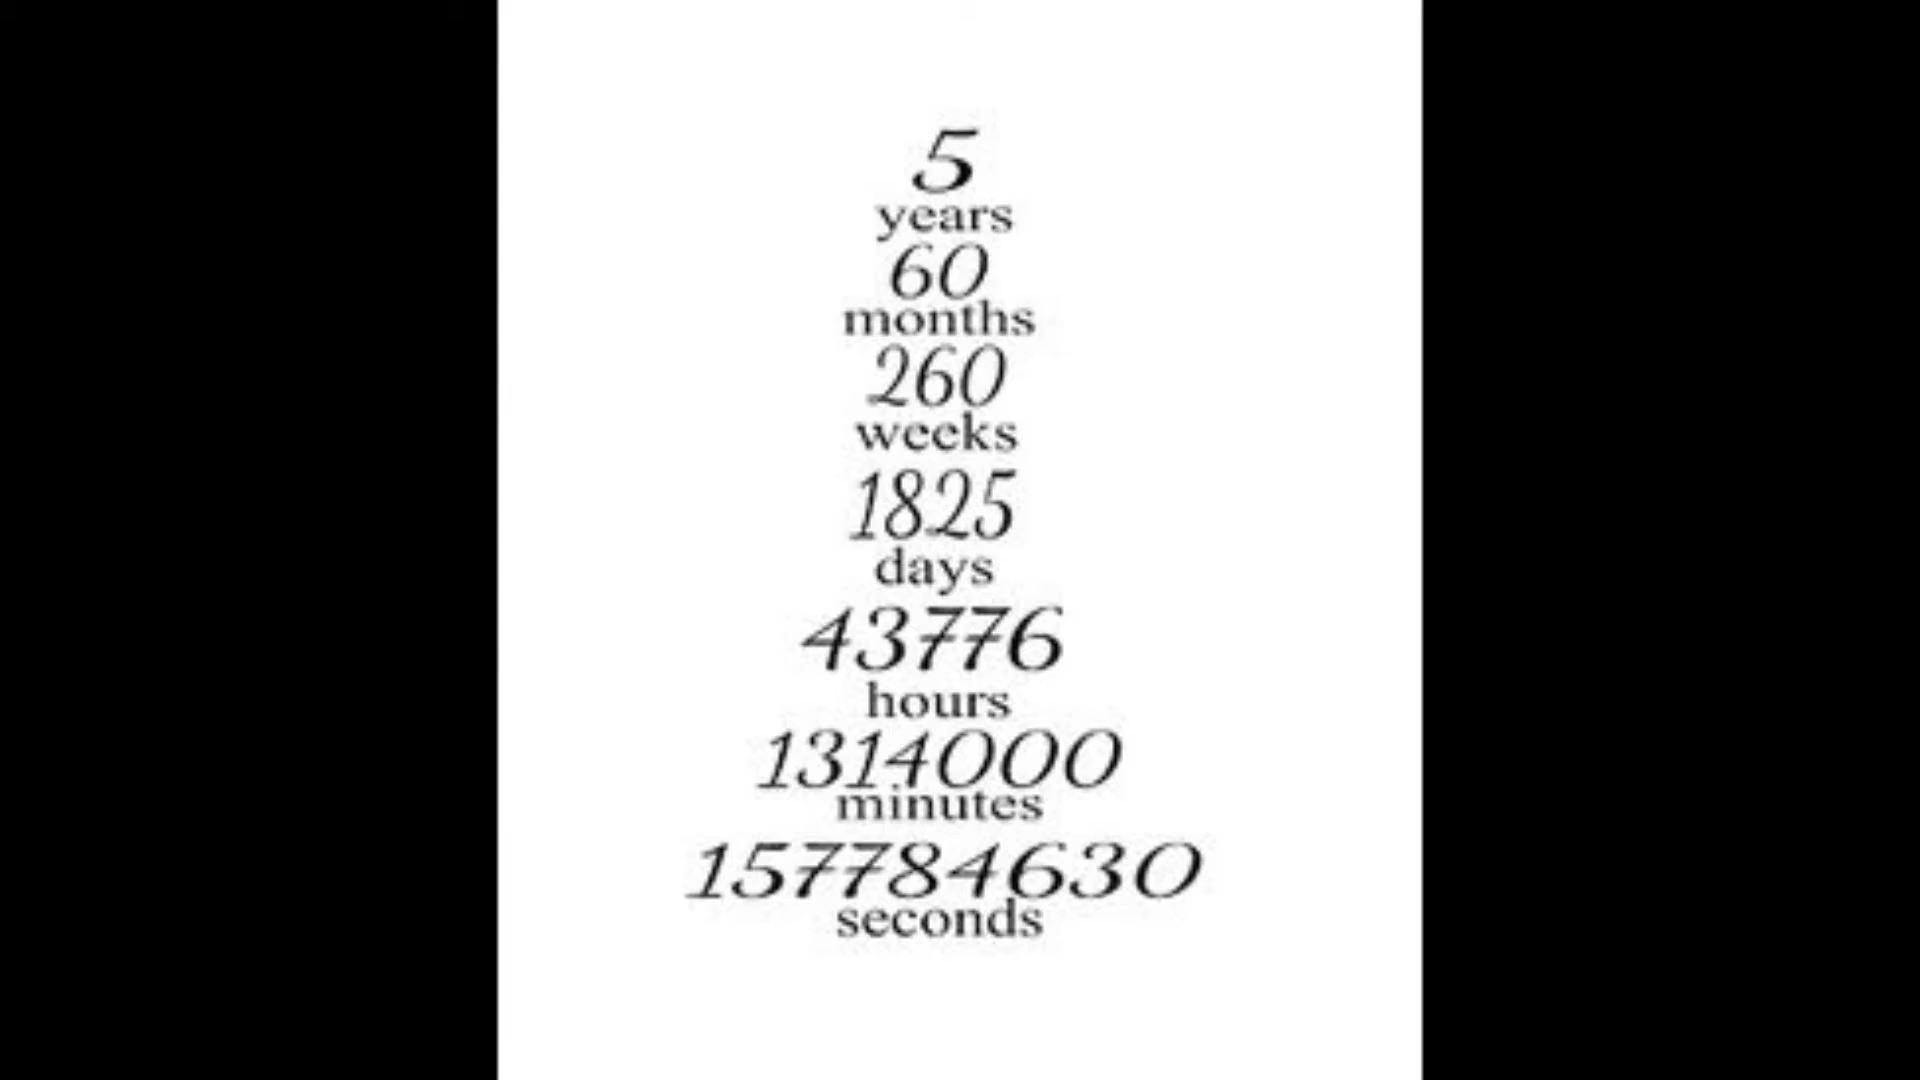 5
years
60
months
260
weeks
1825
days
43776
hours
1314000
minutes
157784630
seconds